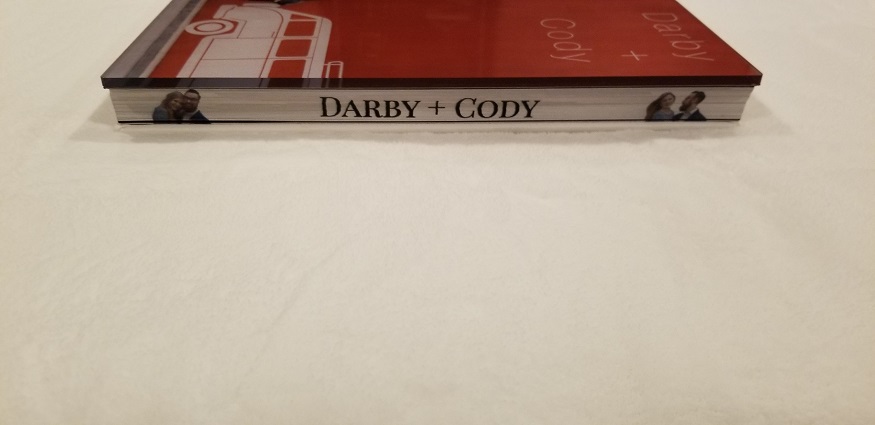 Darby
+
Cody
DARBY + CODY